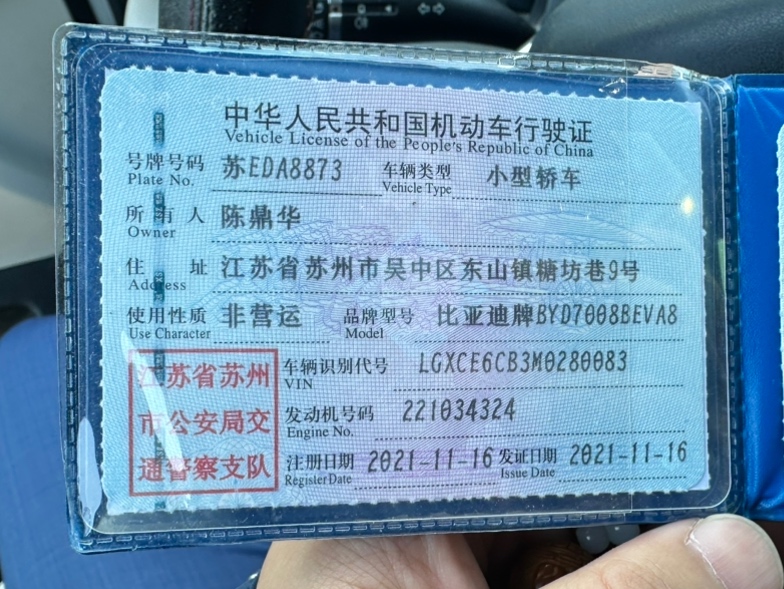 中华人民共和国机动车行驶证
Vehicle License of the People's Republic of China
号牌号码 苏EDA8873 车辆类型 小型轿车
Plate No. Vehicle Type
所有人 陈鼎华
Owner
住址 江苏省苏州市吴中区东山镇糖坊巷9号
Address
使用性质 非营运 品牌型号 比亚迪牌BYD7008BEVA8
Use Character Model
江苏省苏州
市公安局交
通警察支队
车辆识别代号 LGXCE6CB3M0280083
VIN
发动机号码 221034324
Engine No.
注册日期 2021-11-16 发证日期 2021-11-16
Register Date Issue Date